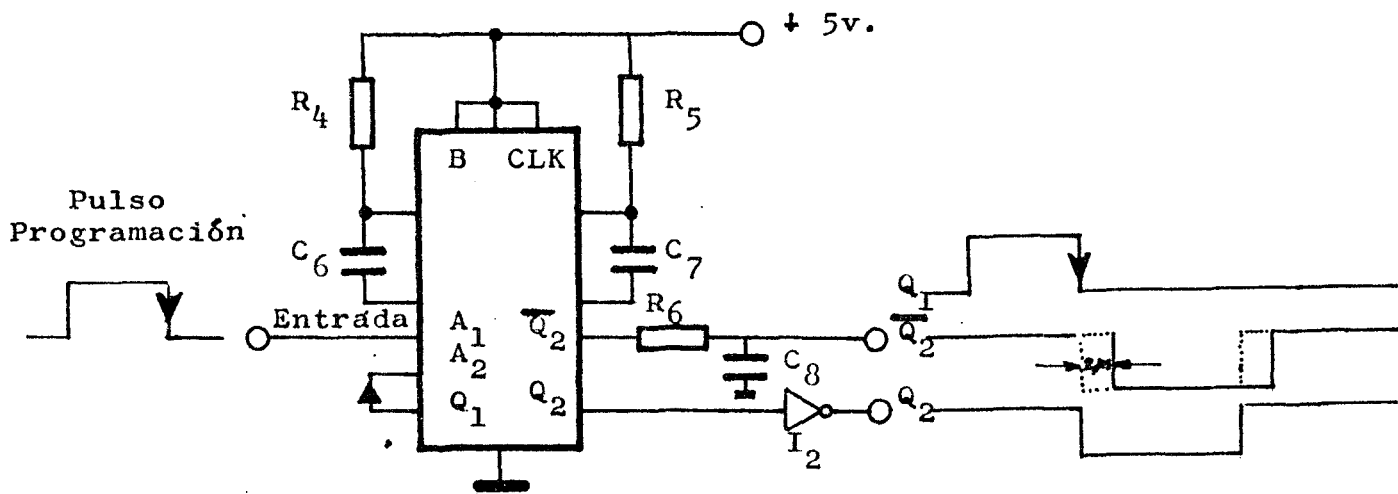 + 5v.
R4
R5
B CLK
Pulso
Programación
C6
C7
Q1
Entrada
A1
Q̅2
R6
Q̅2
A2
C8
Q1
Q2
Q2
I2